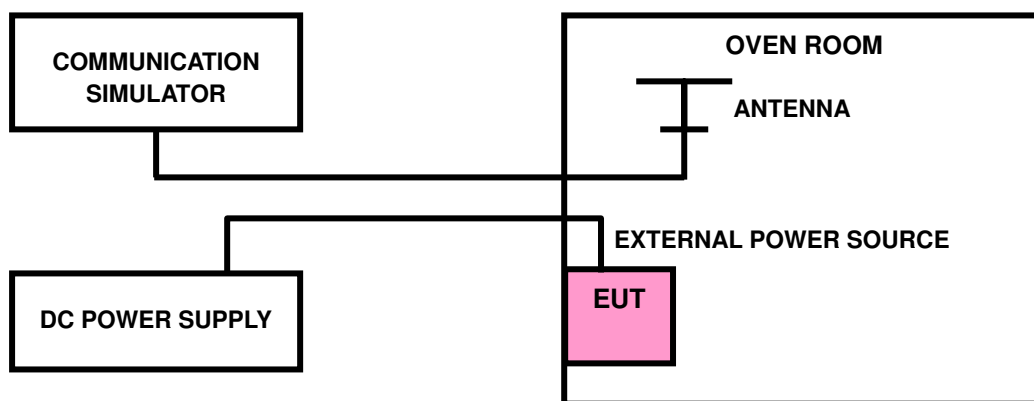 COMMUNICATION
SIMULATOR
OVEN ROOM
ANTENNA
EXTERNAL POWER SOURCE
DC POWER SUPPLY
EUT